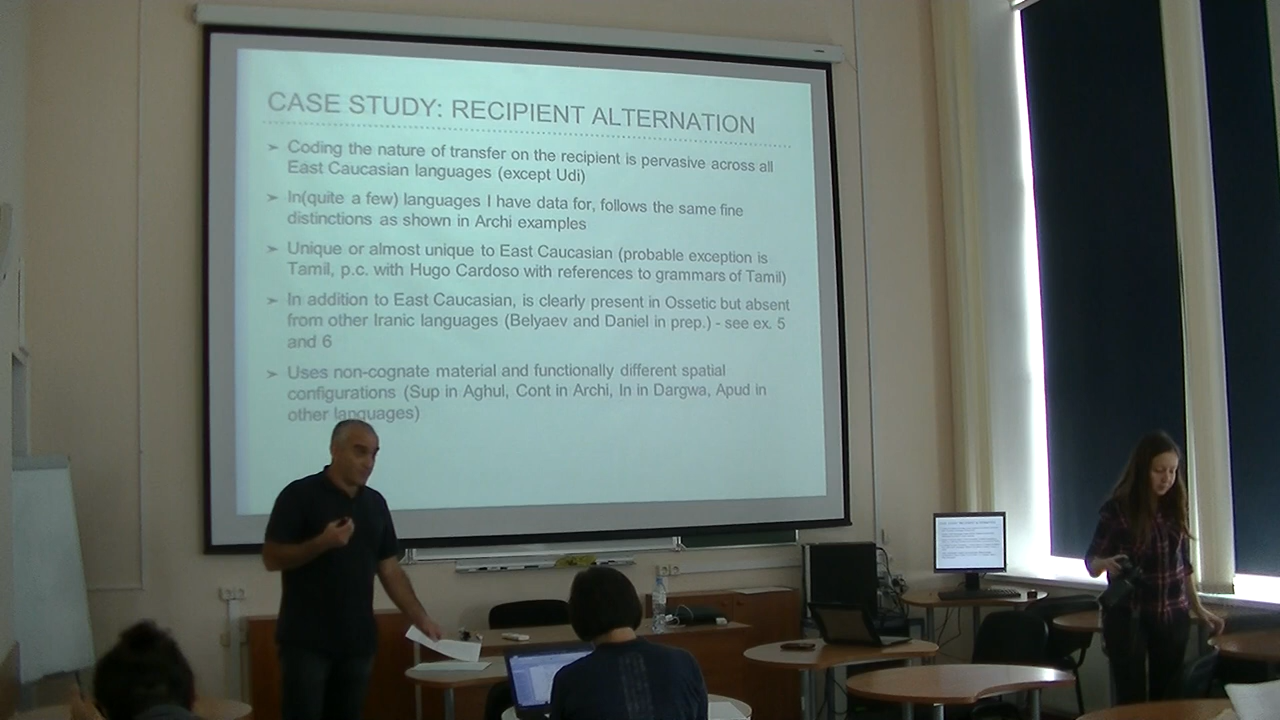 CASE STUDY: RECIPIENT ALTERNATION
➢ Coding the nature of transfer on the recipient is pervasive across all
East Caucasian languages (except Udi)
➢ In(quite a few) languages I have data for, follows the same fine
distinctions as shown in Archi examples
➢ Unique or almost unique to East Caucasian (probable exception is
Tamil, p.c. with Hugo Cardoso with references to grammars of Tamil)
➢ In addition to East Caucasian, is clearly present in Ossetic but absent
from other Iranic languages (Belyaev and Daniel in prep.) - see ex. 5
and 6
➢ Uses non-cognate material and functionally different spatial
configurations (Sup in Aghul, Cont in Archi, In in Dargwa, Apud in
other languages)